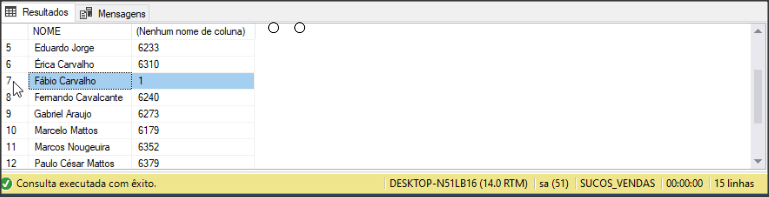 Resultados Mensagens
NOME (Nenhum nome de coluna)
5 Eduardo Jorge 6233
6 Érica Carvalho 6310
7 Fábio Carvalho 1
8 Fernando Cavalcante 6240
9 Gabriel Araujo 6273
10 Marcelo Mattos 6179
11 Marcos Nougeuira 6352
12 Paulo César Mattos 6379
Consulta executada com êxito. DESKTOP-N51LB16 (14.0 RTM) sa (51) SUCOS_VENDAS 00:00:00 15 linhas